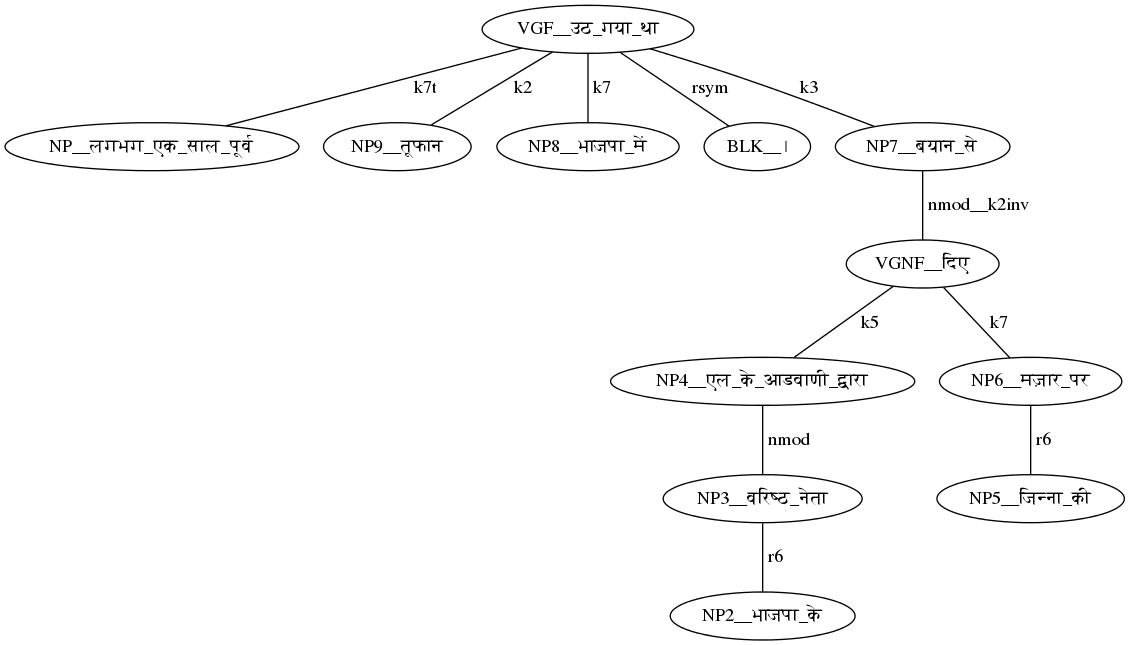 VGF__उठ_गया_था
k7t
k2
k7
rsym
k3
NP__लगभग_एक_साल_पूर्व
NP9__तूफान
NP8__भाजपा_में
BLK__।
NP7__बयान_से
nmod__k2inv
VGNF__दिए
k5
k7
NP4__एल_के_आडवाणी_द्वारा
NP6__मज़ार_पर
nmod
r6
NP3__वरिष्ठ_नेता
NP5__जिन्ना_की
r6
NP2__भाजपा_के